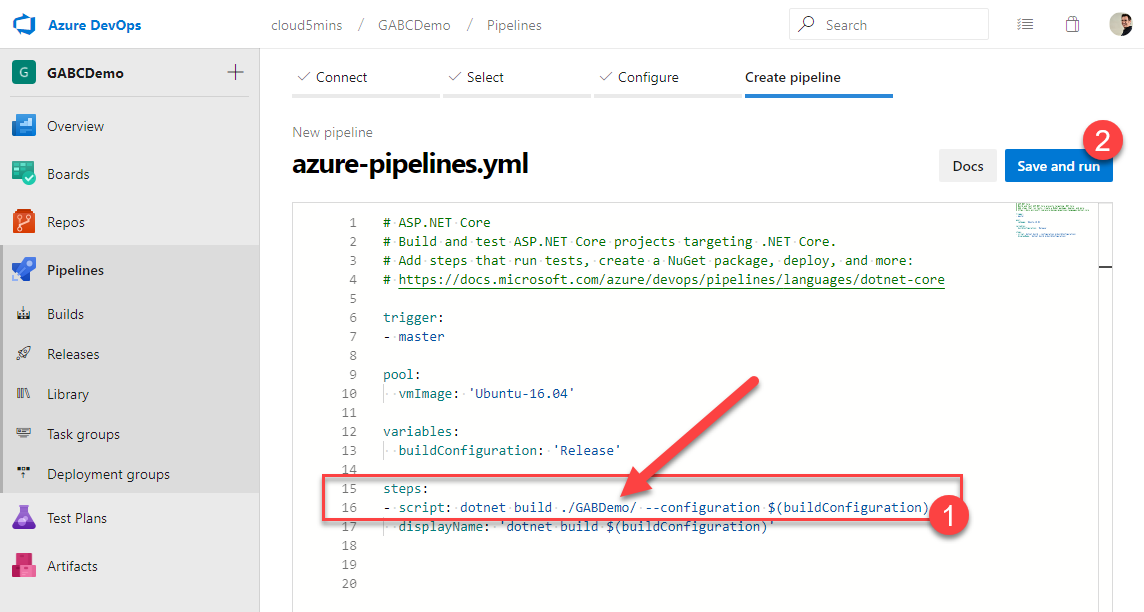 Azure DevOps
cloud5mins / GABCDemo / Pipelines
Search
G GABCDemo +
Overview
Boards
Repos
Pipelines
Builds
Releases
Library
Task groups
Deployment groups
Test Plans
Artifacts
Connect
Select
Configure
Create pipeline
New pipeline
azure-pipelines.yml
Docs
Save and run
2
1 # ASP.NET Core
2 # Build and test ASP.NET Core projects targeting .NET Core.
3 # Add steps that run tests, create a NuGet package, deploy, and more:
4 # https://docs.microsoft.com/azure/devops/pipelines/languages/dotnet-core
5
6 trigger:
7 - master
8
9 pool:
10 vmImage: 'Ubuntu-16.04'
11
12 variables:
13 buildConfiguration: 'Release'
14
15 steps:
16 - script: dotnet build ./GABDemo/ --configuration $(buildConfiguration)
1
17 displayName: 'dotnet build $(buildConfiguration)'
18
19
20